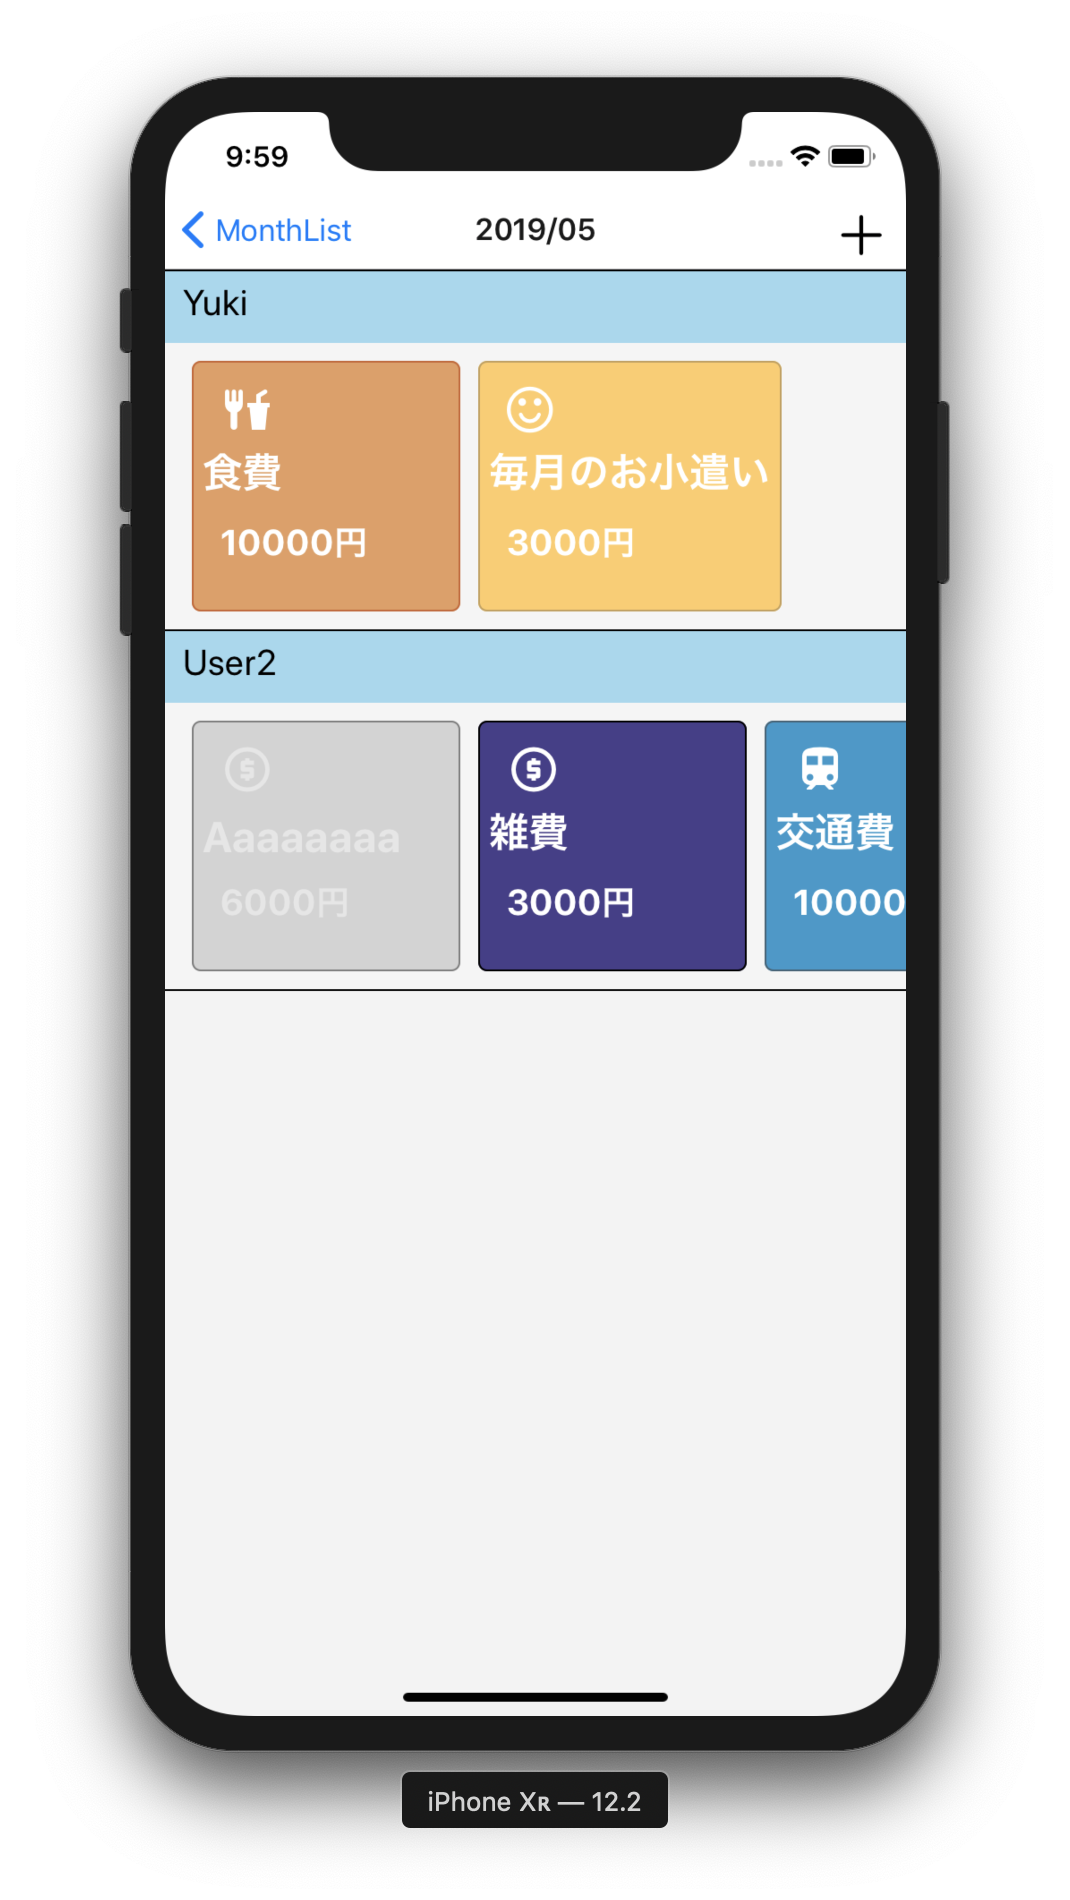 9:59
MonthList
2019/05
Yuki
食費
毎月のお小遣い
10000円
3000円
User2
Aaaaaaaa
雑費
交通費
6000円
3000円
10000
iPhone XR — 12.2